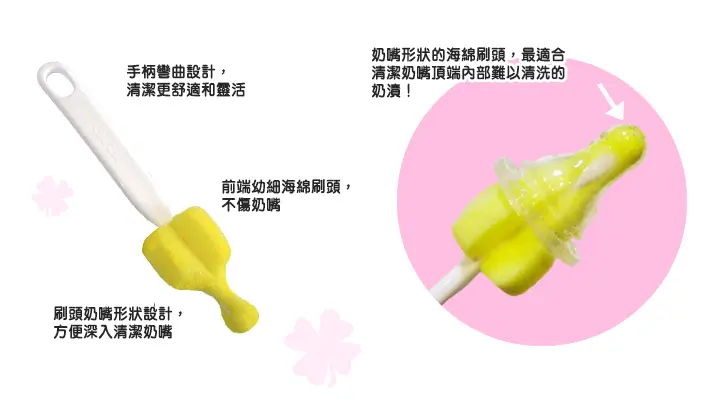 手柄彎曲設計，
清潔更舒適和靈活
奶嘴形狀的海綿刷頭，最適合
清潔奶嘴頂端內部難以清洗的
奶漬！
前端幼細海綿刷頭，
不傷奶嘴
刷頭奶嘴形狀設計，
方便深入清潔奶嘴